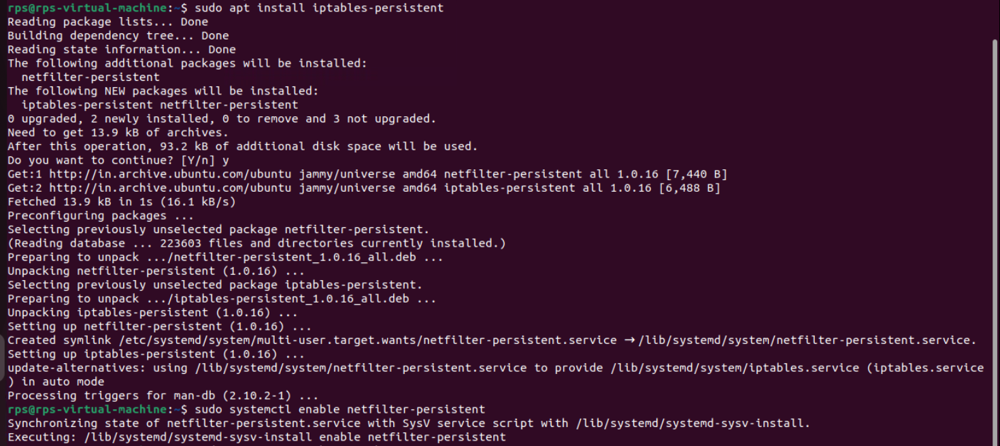 rps@rps-virtual-machine:~$ sudo apt install iptables-persistent
Reading package lists... Done
Building dependency tree... Done
Reading state information... Done
The following additional packages will be installed:
  netfilter-persistent
The following NEW packages will be installed:
  iptables-persistent netfilter-persistent
0 upgraded, 2 newly installed, 0 to remove and 3 not upgraded.
Need to get 13.9 kB of archives.
After this operation, 93.2 kB of additional disk space will be used.
Do you want to continue? [Y/n] y
Get:1 http://in.archive.ubuntu.com/ubuntu jammy/universe amd64 netfilter-persistent all 1.0.16 [7,440 B]
Get:2 http://in.archive.ubuntu.com/ubuntu jammy/universe amd64 iptables-persistent all 1.0.16 [6,488 B]
Fetched 13.9 kB in 1s (16.1 kB/s)
Preconfiguring packages ...
Selecting previously unselected package netfilter-persistent.
(Reading database ... 223603 files and directories currently installed.)
Preparing to unpack .../netfilter-persistent_1.0.16_all.deb ...
Unpacking netfilter-persistent (1.0.16) ...
Selecting previously unselected package iptables-persistent.
Preparing to unpack .../iptables-persistent_1.0.16_all.deb ...
Unpacking iptables-persistent (1.0.16) ...
Setting up netfilter-persistent (1.0.16) ...
Created symlink /etc/systemd/system/multi-user.target.wants/netfilter-persistent.service → /lib/systemd/system/netfilter-persistent.service.
Setting up iptables-persistent (1.0.16) ...
update-alternatives: using /lib/systemd/system/netfilter-persistent.service to provide /lib/systemd/system/iptables.service (iptables.service
) in auto mode
Processing triggers for man-db (2.10.2-1) ...
rps@rps-virtual-machine:~$ sudo systemctl enable netfilter-persistent
Synchronizing state of netfilter-persistent.service with SysV service script with /lib/systemd/systemd-sysv-install.
Executing: /lib/systemd/systemd-sysv-install enable netfilter-persistent